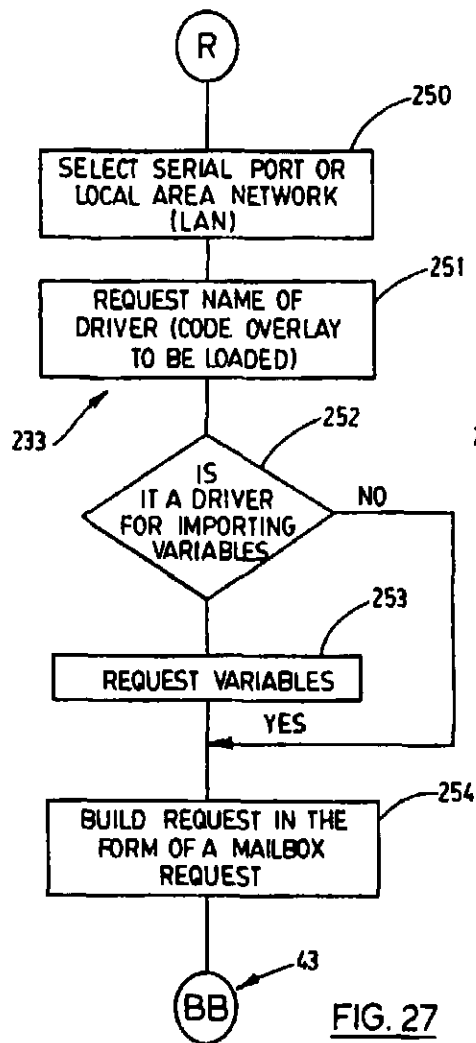 R
250
SELECT SERIAL PORT OR
LOCAL AREA NETWORK
(LAN)
251
REQUEST NAME OF
DRIVER (CODE OVERLAY
TO BE LOADED)
233
252
IS
IT A DRIVER
FOR IMPORTING
VARIABLES
NO
253
REQUEST VARIABLES
YES
254
BUILD REQUEST IN THE
FORM OF A MAILBOX
REQUEST
BB
43
FIG. 27